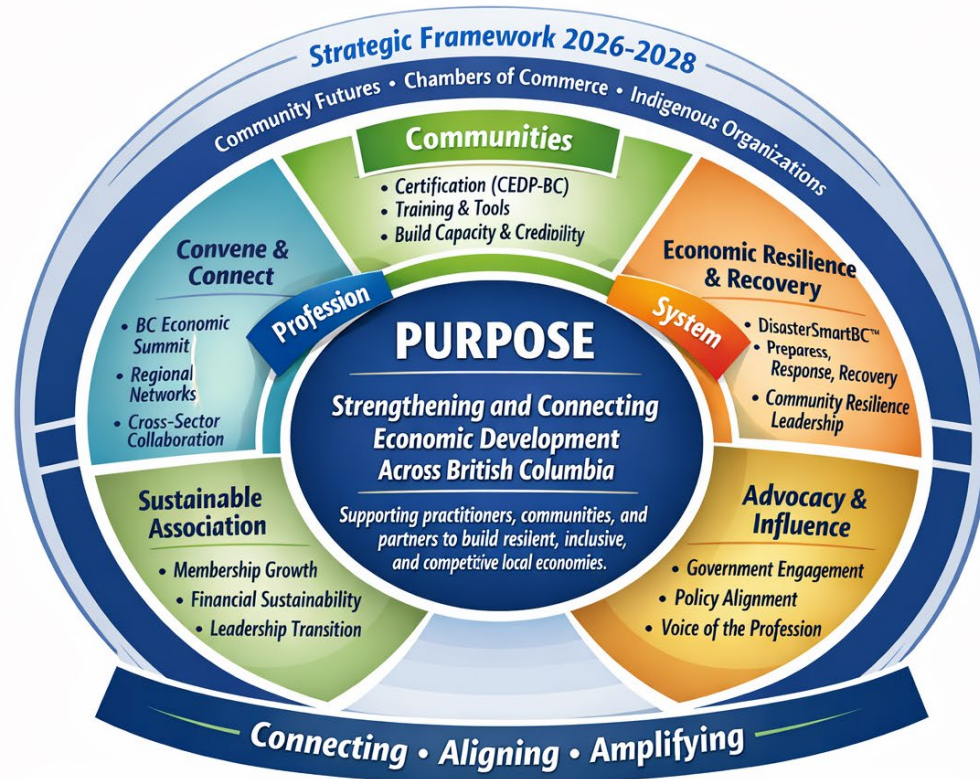 Strategic Framework 2026-2028
Community Futures • Chambers of Commerce • Indigenous Organizations
Communities
• Certification (CEDP-BC)
• Training & Tools
• Build Capacity & Credibility
Convene &
Connect
• BC Economic
Summit
• Regional
Networks
• Cross-Sector
Collaboration
Profession
System
Economic Resilience
& Recovery
• DisasterSmartBC™
• Preparess,
Response, Recovery
• Community Resilience
Leadership
PURPOSE
Strengthening and Connecting
Economic Development
Across British Columbia
Supporting practitioners, communities, and
partners to build resilent, inclusive,
and competitive local economies.
Sustainable
Association
• Membership Growth
• Financial Sustainability
• Leadership Transition
Advocacy &
Influence
• Government Engagement
• Policy Alignment
• Voice of the Profession
Connecting • Aligning • Amplifying